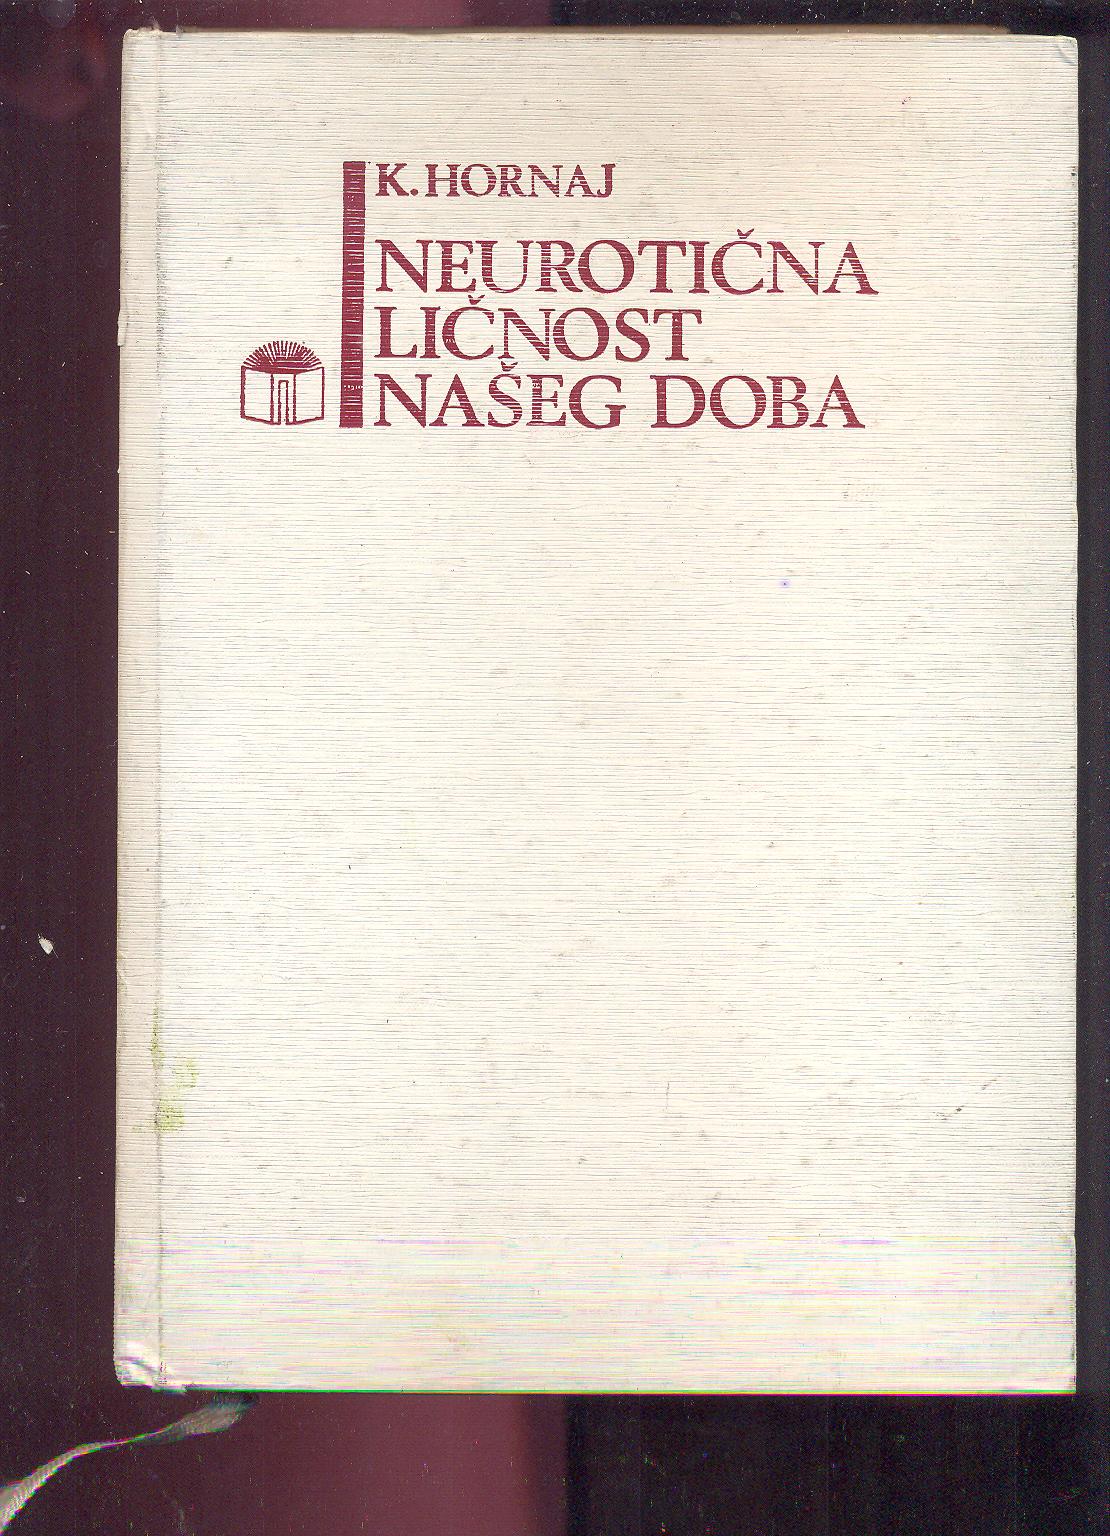 K. HORNAJ
NEUROTIČNA
LIČNOST
NAŠEG DOBA